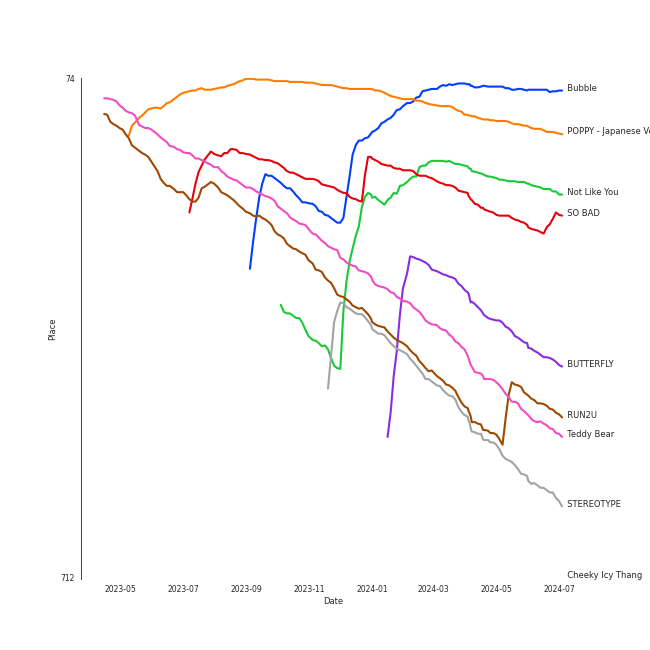 74
Bubble
POPPY - Japanese Ve
Not Like You
SO BAD
Place
BUTTERFLY
RUN2U
Teddy Bear
STEREOTYPE
Cheeky Icy Thang
712
2023-05 2023-07 2023-09 2023-11 2024-01 2024-03 2024-05 2024-07
Date